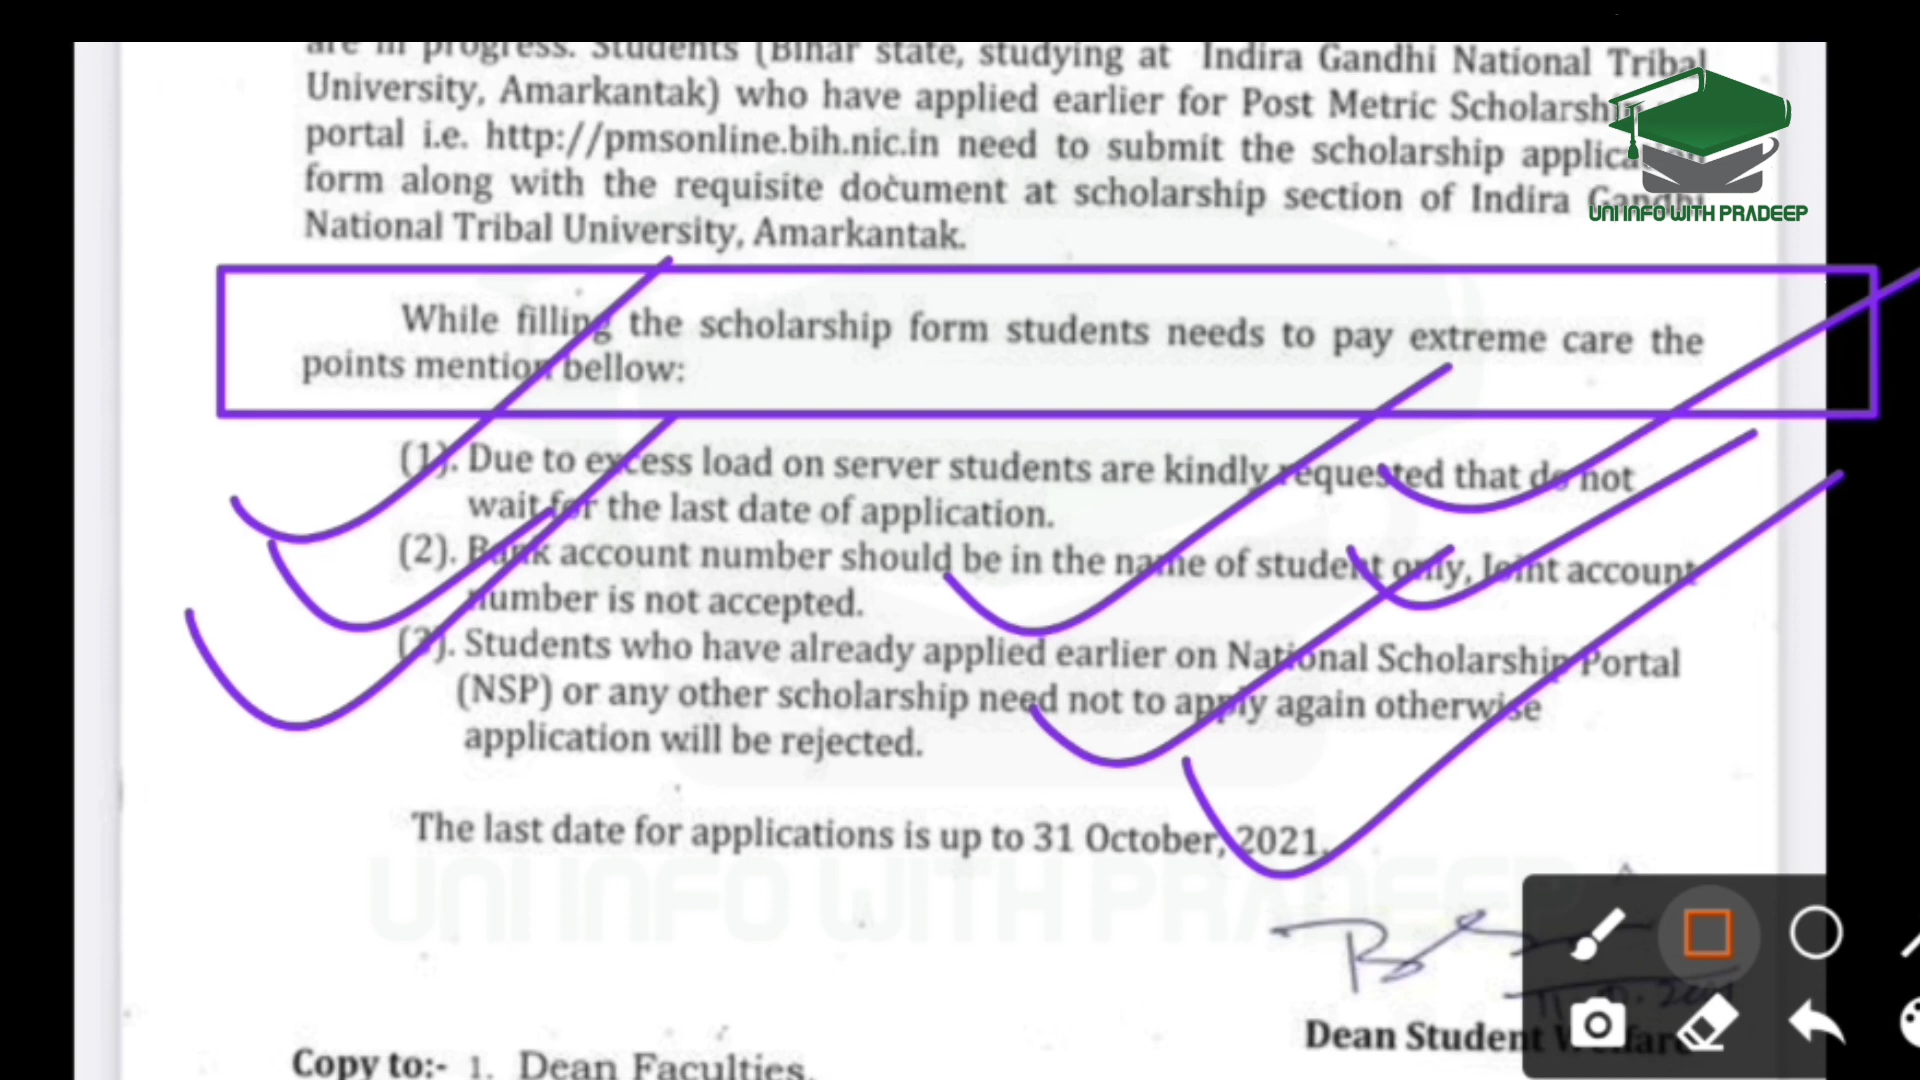 are in progress. Students (Bihar state, studying at Indira Gandhi National Tribal
University, Amarkantak) who have applied earlier for Post Metric Scholarship
portal i.e. http://pmsonline.bih.nic.in need to submit the scholarship
form along with the requisite document at scholarship section of Indira Gandhi
National Tribal University, Amarkantak.
UNI INFO WITH PRADEEP
While filling the scholarship form students needs to pay extreme care the
points mention bellow:
(1). Due to excess load on server students are kindly requested that do not
wait for the last date of application.
(2). Bank account number should be in the name of student only, Joint account
number is not accepted.
(3). Students who have already applied earlier on National Scholarship Portal
(NSP) or any other scholarship need not to apply again otherwise
application will be rejected.
The last date for applications is up to 31 October, 2021.
UNI INFO WITH PRADEEP
Dean Student Welfare
Copy to:- 1. Dean Faculties.